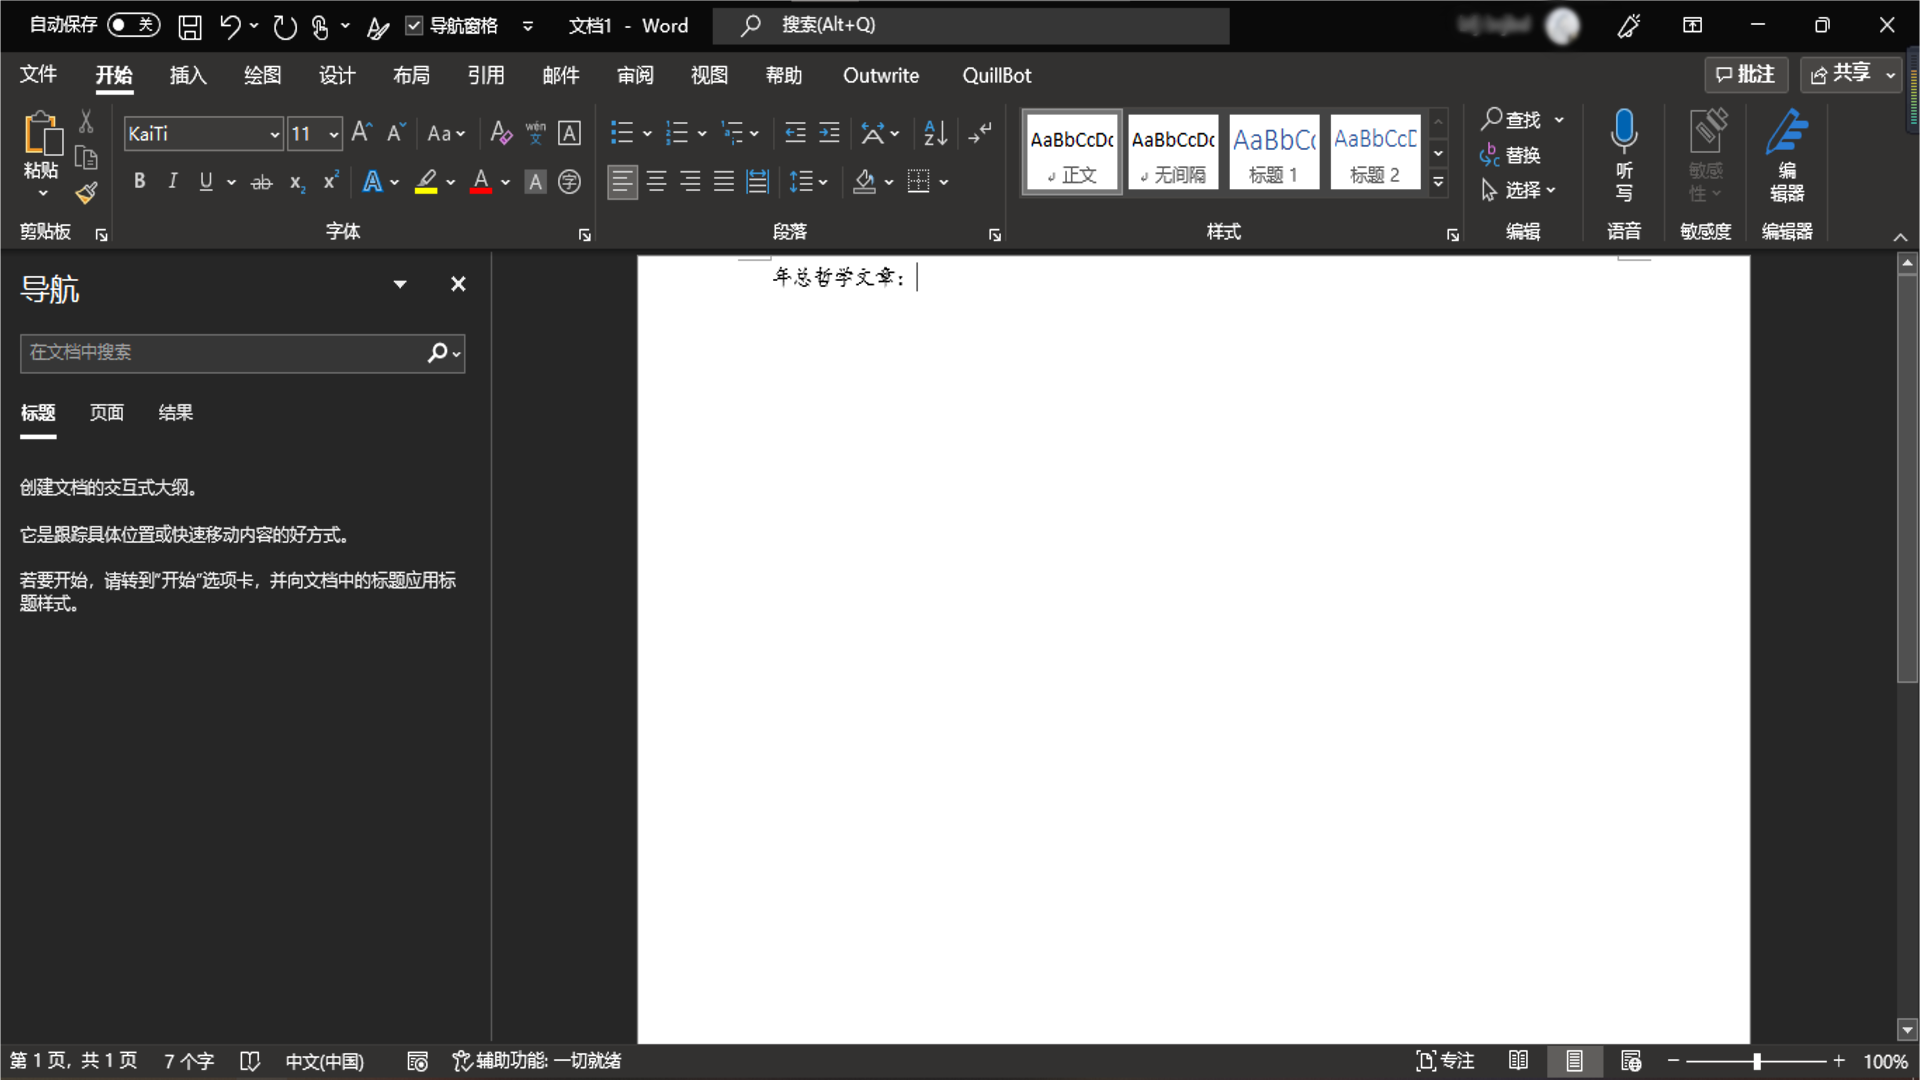 自动保存 关 导航窗格 文档1 - Word 搜索(Alt+Q)
文件 开始 插入 绘图 设计 布局 引用 邮件 审阅 视图 帮助 Outwrite QuillBot 批注 共享
粘贴
剪贴板
KaiTi 11 Aa wén 文 A
B I U ab x₂ x² A A A 字
字体
段落
AaBbCcDc AaBbCcDc AaBbCc AaBbCcD
正文 无间隔 标题 1 标题 2
样式
查找
替换
选择
编辑
听写
语音
敏感性
敏感度
编辑器
编辑器
导航
在文档中搜索
标题 页面 结果
创建文档的交互式大纲。
它是跟踪具体位置或快速移动内容的好方式。
若要开始，请转到"开始"选项卡，并向文档中的标题应用标
题样式。
年总哲学文章：
第 1 页，共 1 页 7 个字 中文(中国) 辅助功能: 一切就绪 专注 100%